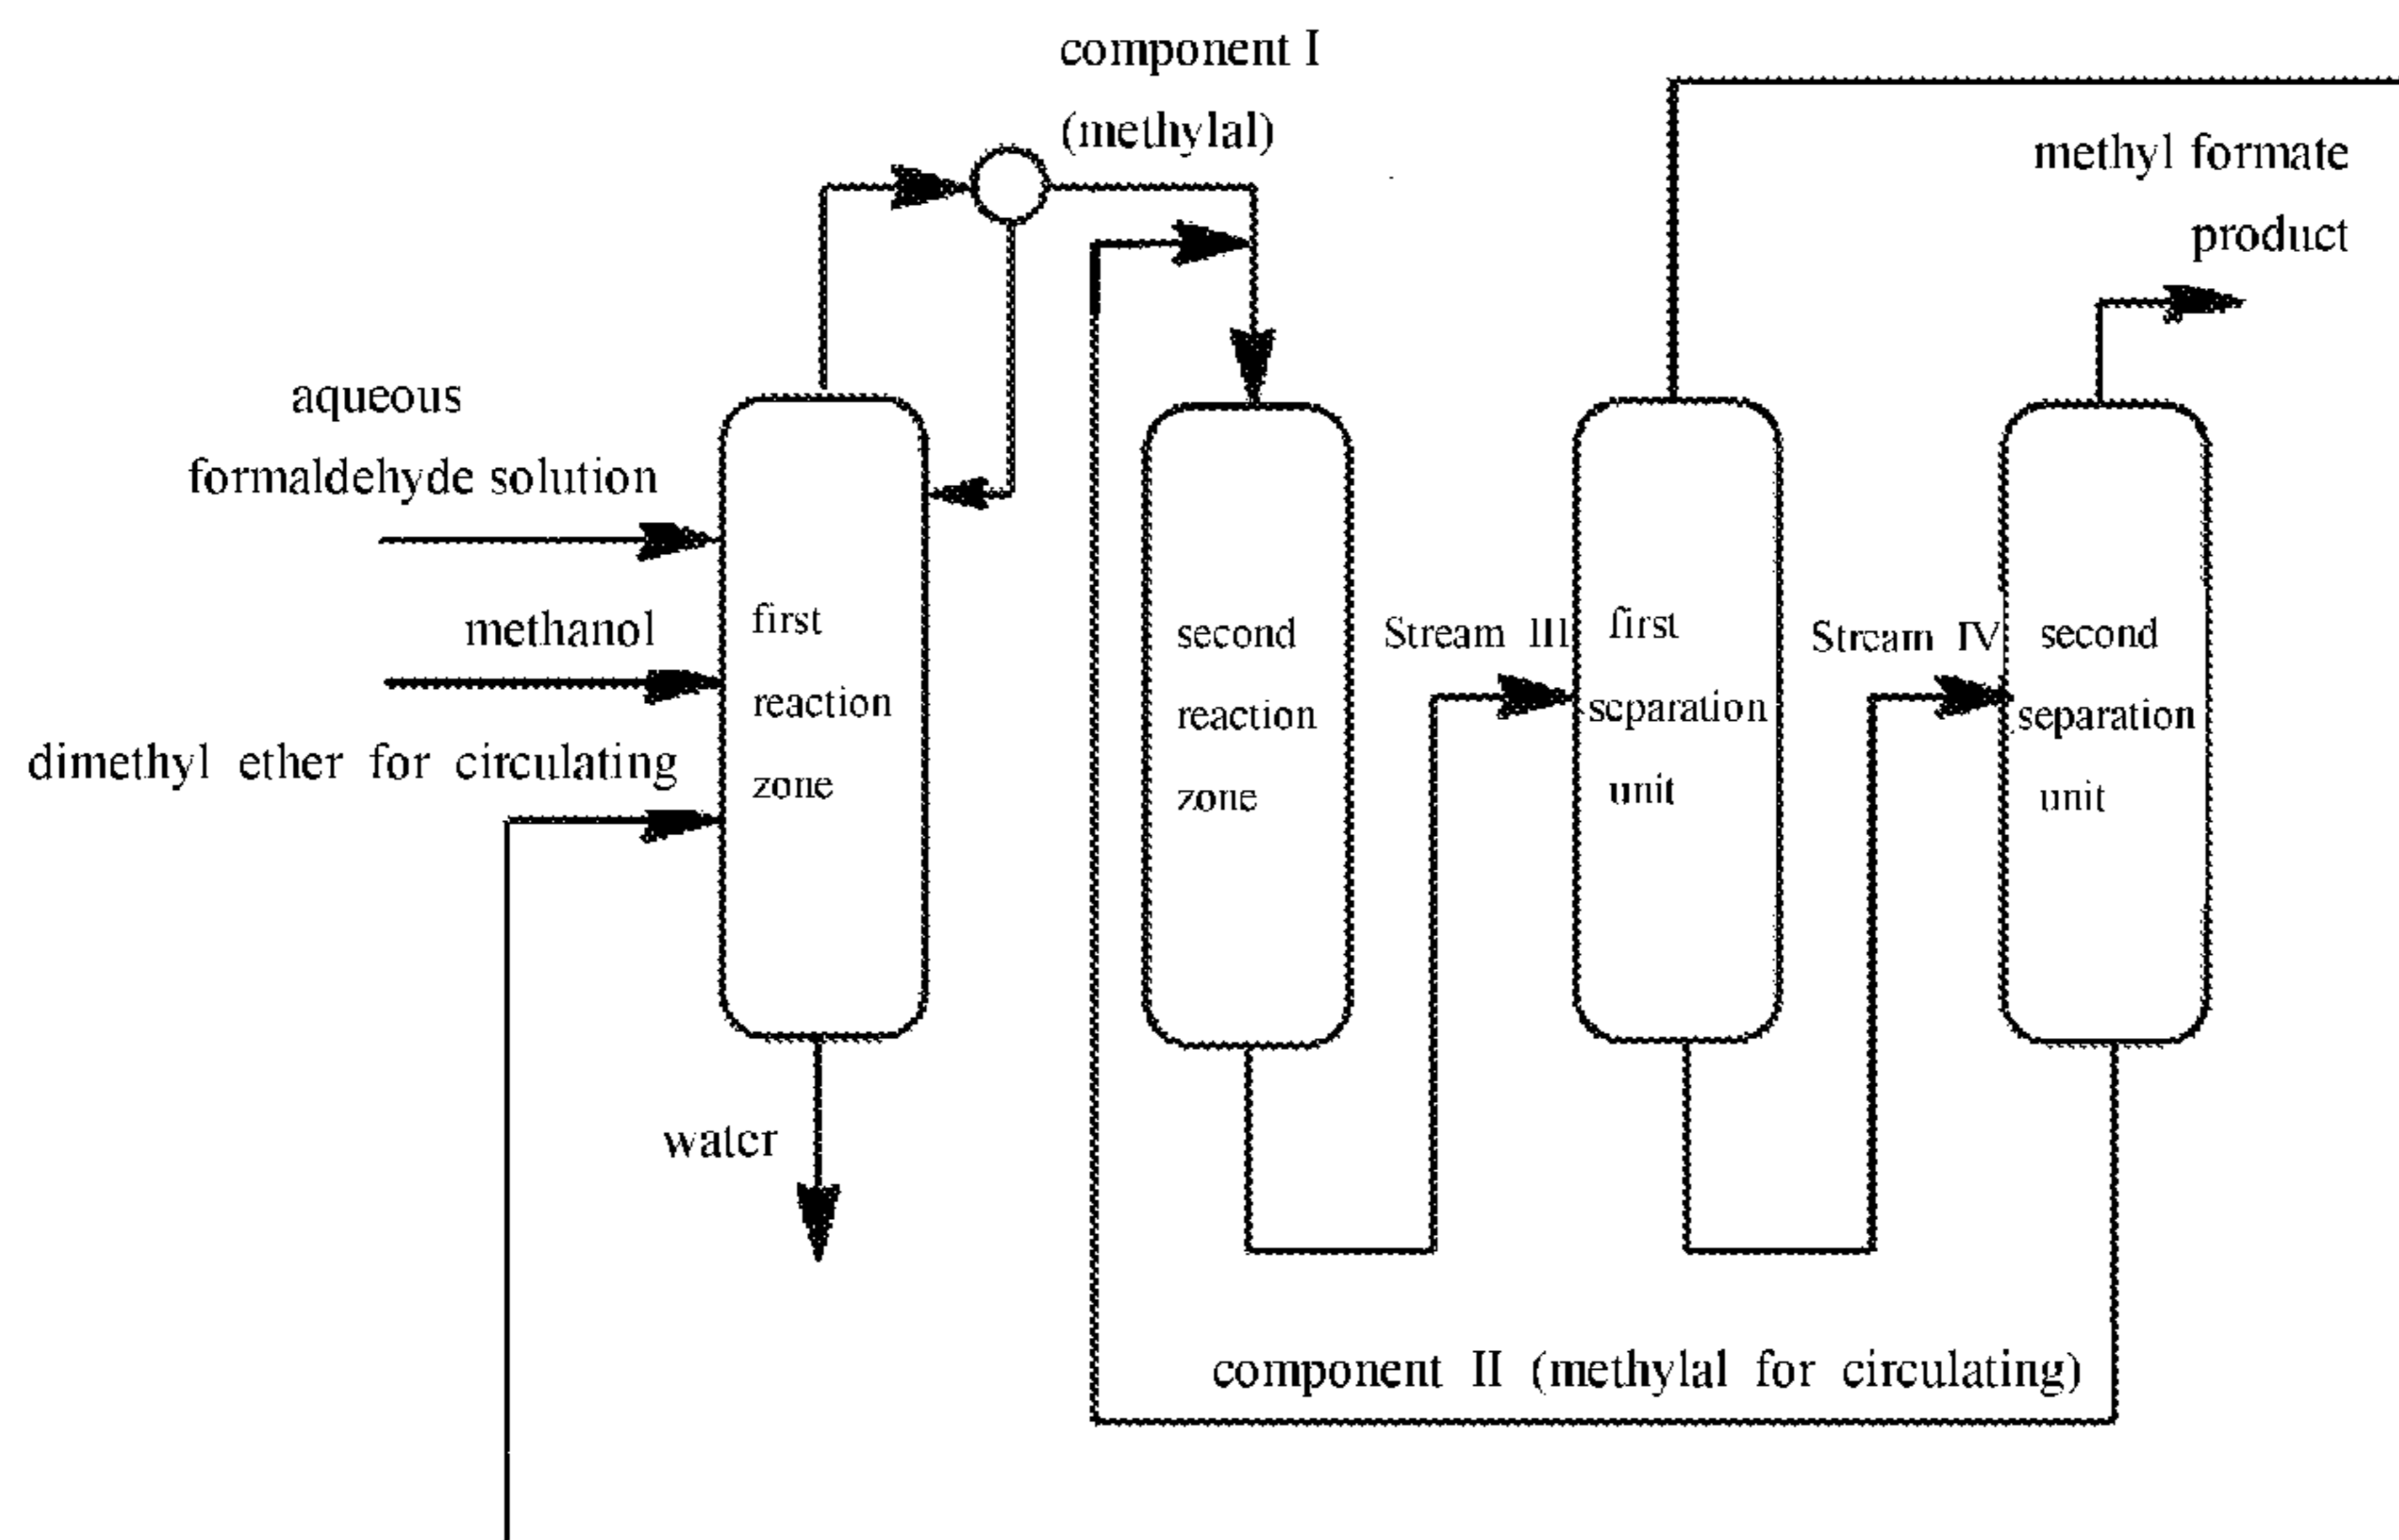 component I
(methylal)
methyl formate
product
aqueous
formaldehyde solution
methanol
dimethyl ether for circulating
first
reaction
zone
second
reaction
zone
Stream III
first
separation
unit
Stream IV
second
separation
unit
water
component II (methylal for circulating)